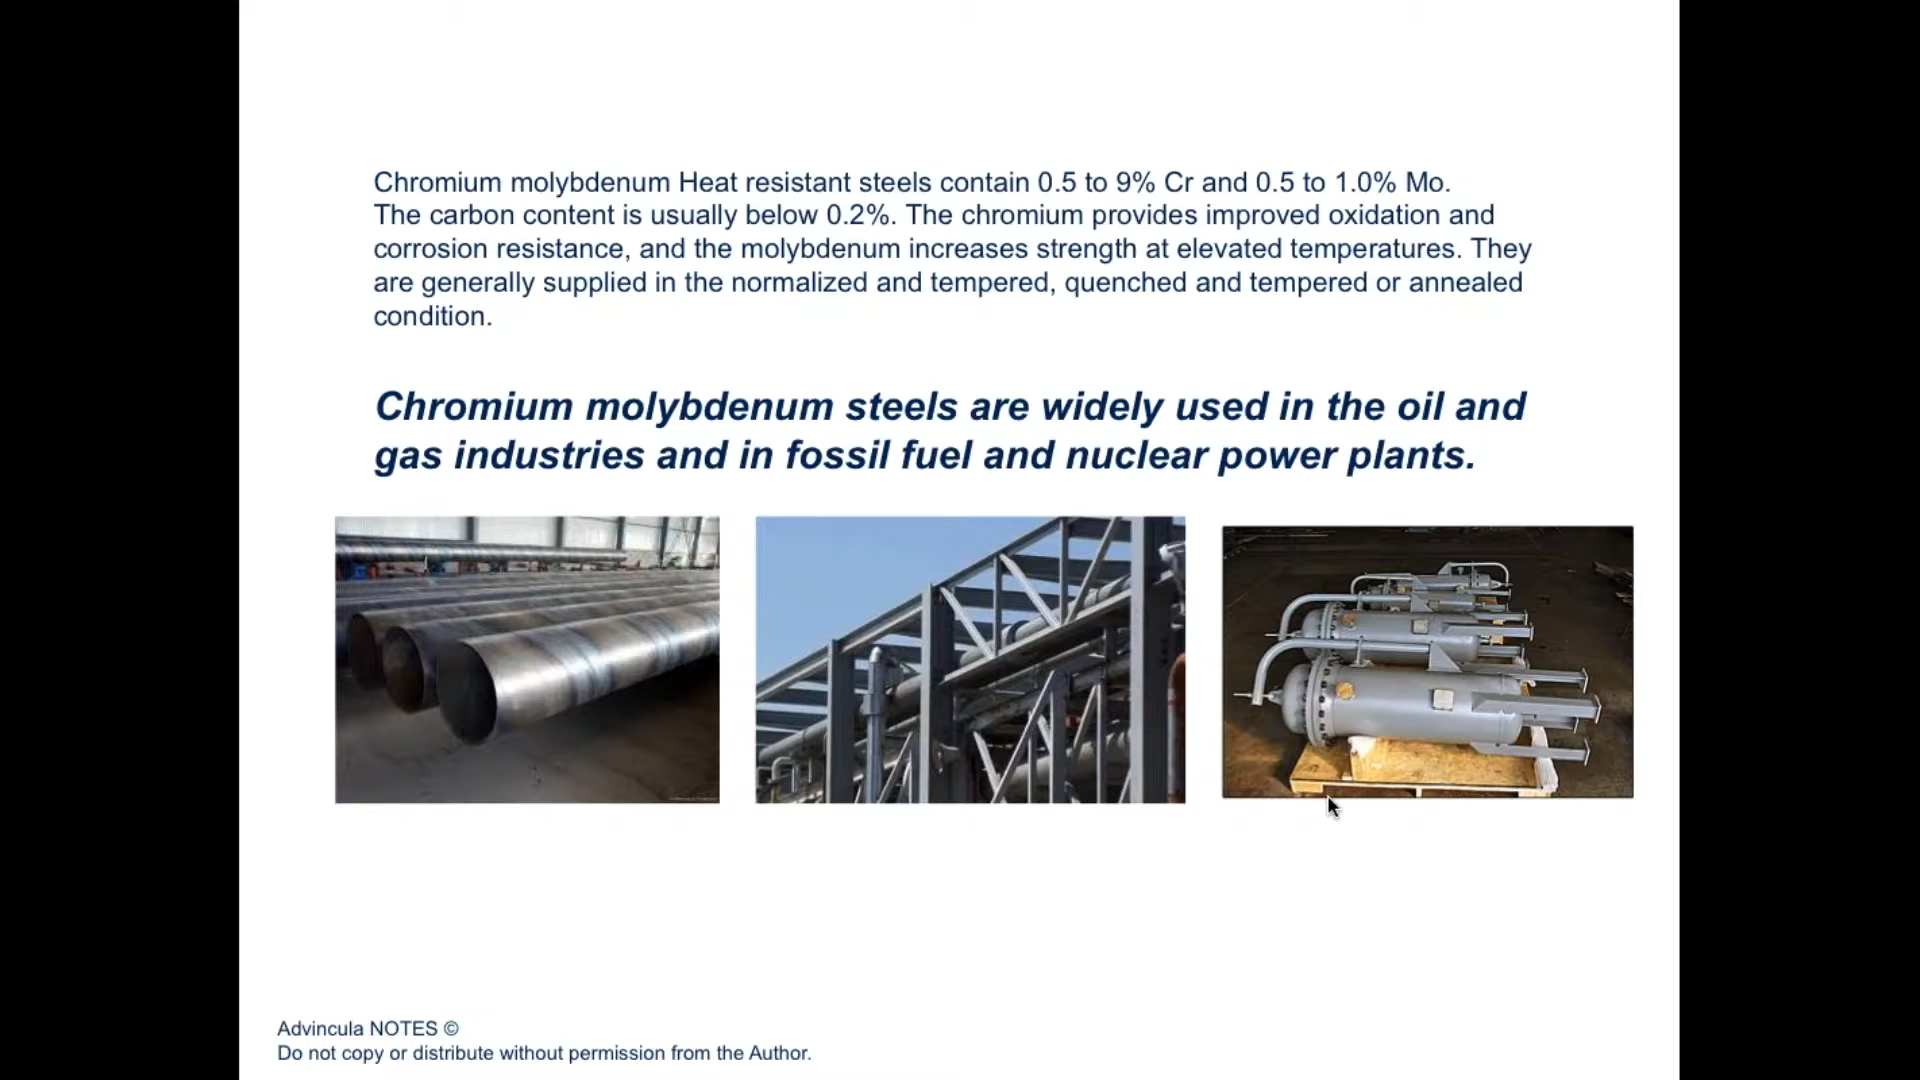 Chromium molybdenum Heat resistant steels contain 0.5 to 9% Cr and 0.5 to 1.0% Mo.
The carbon content is usually below 0.2%. The chromium provides improved oxidation and
corrosion resistance, and the molybdenum increases strength at elevated temperatures. They
are generally supplied in the normalized and tempered, quenched and tempered or annealed
condition.
Chromium molybdenum steels are widely used in the oil and
gas industries and in fossil fuel and nuclear power plants.
Advincula NOTES ©
Do not copy or distribute without permission from the Author.